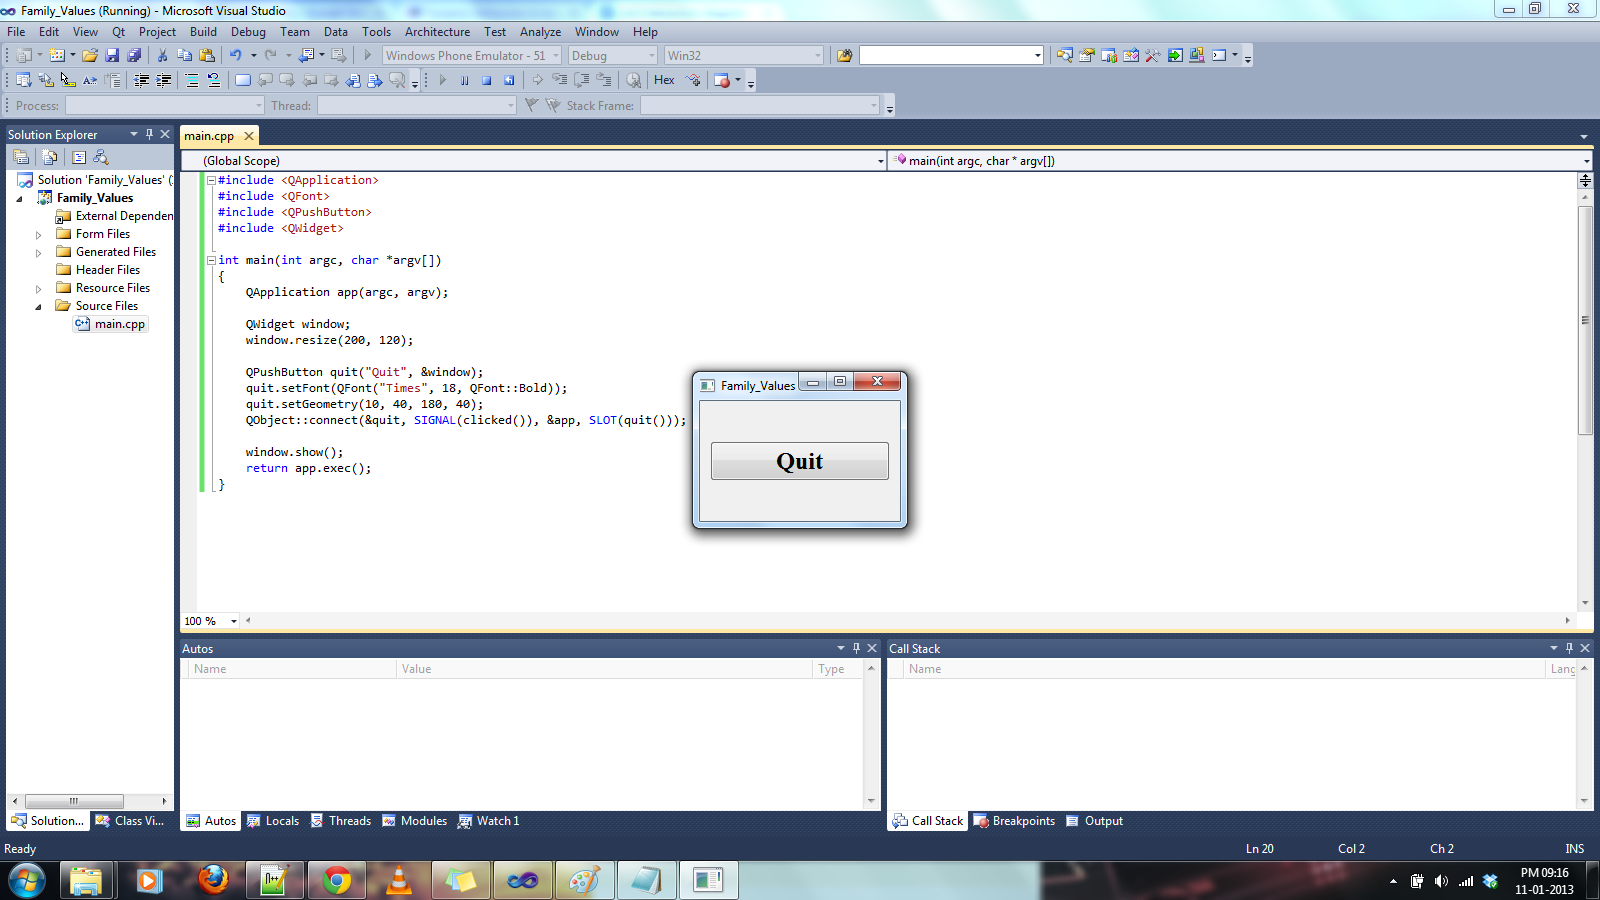 Family_Values (Running) - Microsoft Visual Studio
File Edit View Qt Project Build Debug Team Data Tools Architecture Test Analyze Window Help
Windows Phone Emulator - 51 Debug Win32
Hex
Process: Thread: Stack Frame:
Solution Explorer
main.cpp
(Global Scope)
main(int argc, char * argv[])
Solution 'Family_Values' (
Family_Values
External Dependen
Form Files
Generated Files
Header Files
Resource Files
Source Files
main.cpp
#include <QApplication>
#include <QFont>
#include <QPushButton>
#include <QWidget>
int main(int argc, char *argv[])
{
QApplication app(argc, argv);
QWidget window;
window.resize(200, 120);
QPushButton quit("Quit", &window);
quit.setFont(QFont("Times", 18, QFont::Bold));
quit.setGeometry(10, 40, 180, 40);
QObject::connect(&quit, SIGNAL(clicked()), &app, SLOT(quit()));
window.show();
return app.exec();
}
Family_Values
Quit
100 %
Autos
Name Value Type
Call Stack
Name Lang
Solution... Class Vi...
Autos Locals Threads Modules Watch 1
Call Stack Breakpoints Output
Ready
Ln 20 Col 2 Ch 2 INS
PM 09:16
11-01-2013